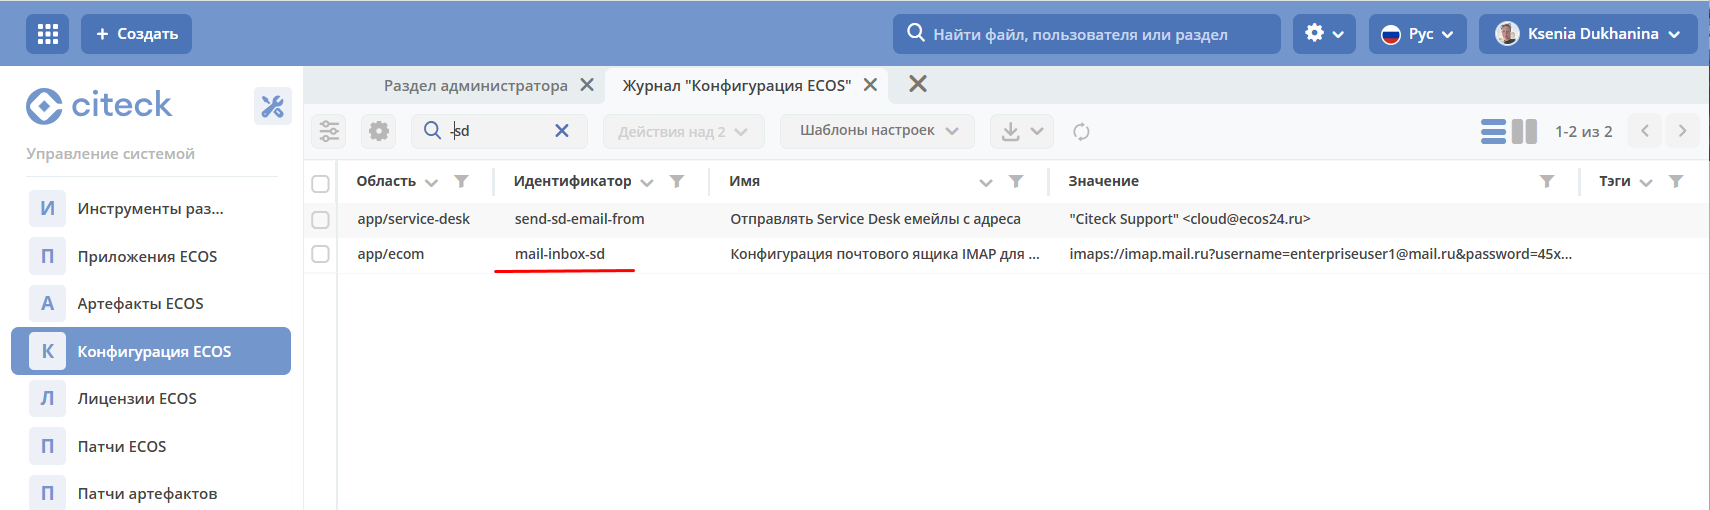 + Создать
Найти файл, пользователя или раздел
Рус
Ksenia Dukhanina
citeck
Управление системой
И Инструменты раз...
П Приложения ECOS
А Артефакты ECOS
К Конфигурация ECOS
Л Лицензии ECOS
П Патчи ECOS
П Патчи артефактов
Раздел администратора
Журнал "Конфигурация ECOS"
-sd
Действия над 2
Шаблоны настроек
1-2 из 2
Область Идентификатор Имя Значение Тэги
app/service-desk send-sd-email-from Отправлять Service Desk емейлы с адреса "Citeck Support" <cloud@ecos24.ru>
app/ecom mail-inbox-sd Конфигурация почтового ящика IMAP для ... imaps://imap.mail.ru?username=enterpriseuser1@mail.ru&password=45x...